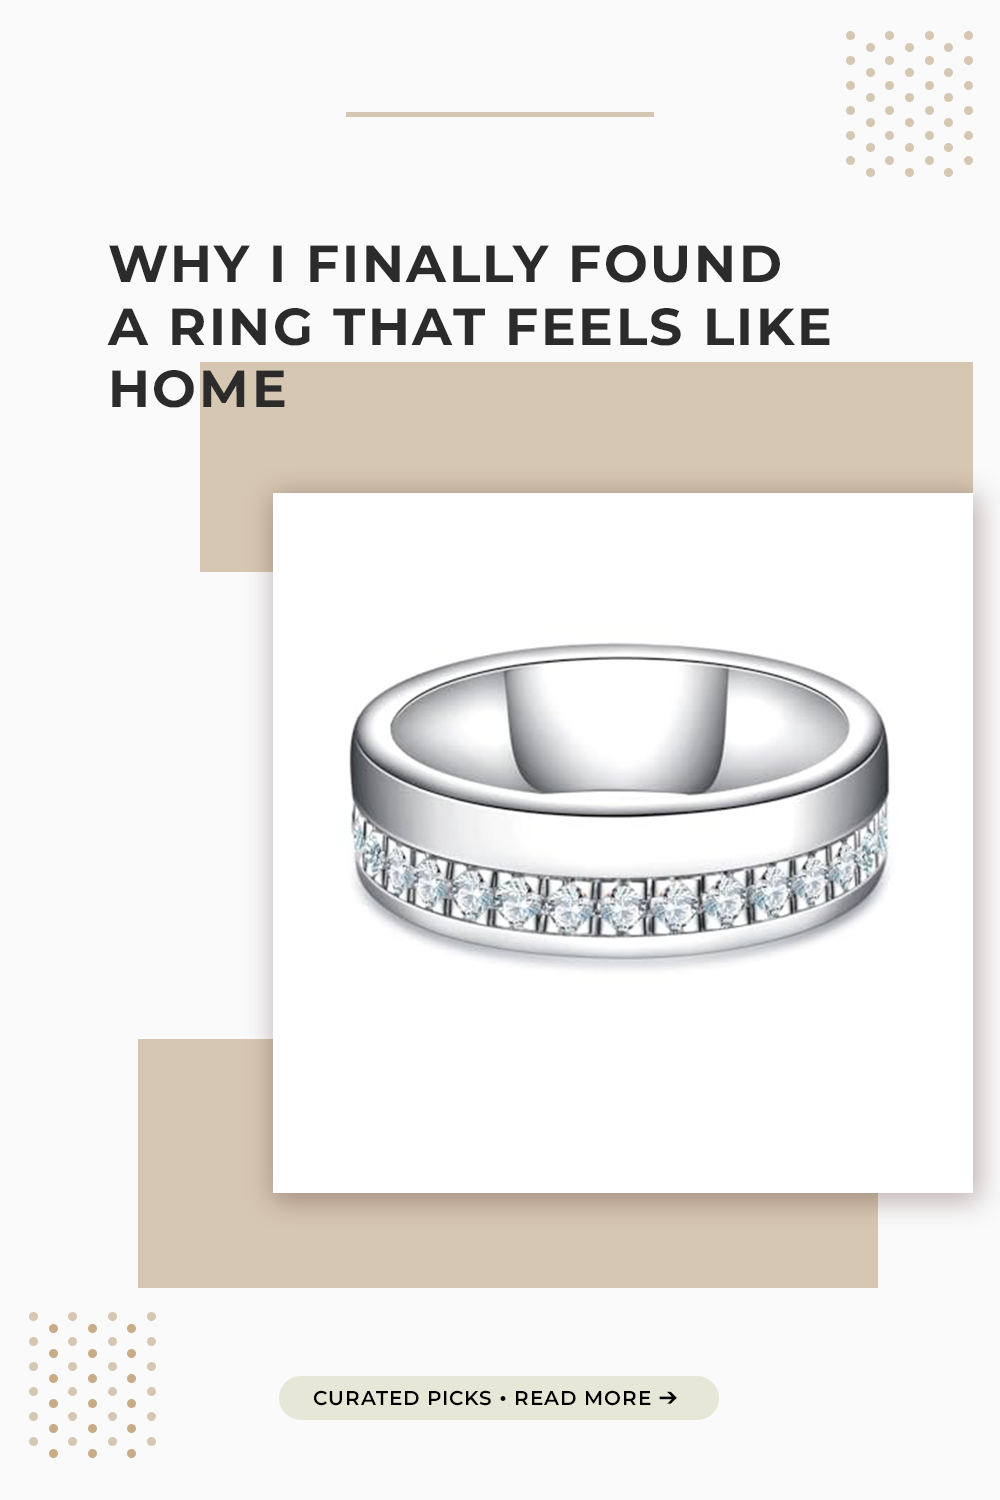 WHY I FINALLY FOUND
A RING THAT FEELS LIKE
HOME
CURATED PICKS • READ MORE ➔